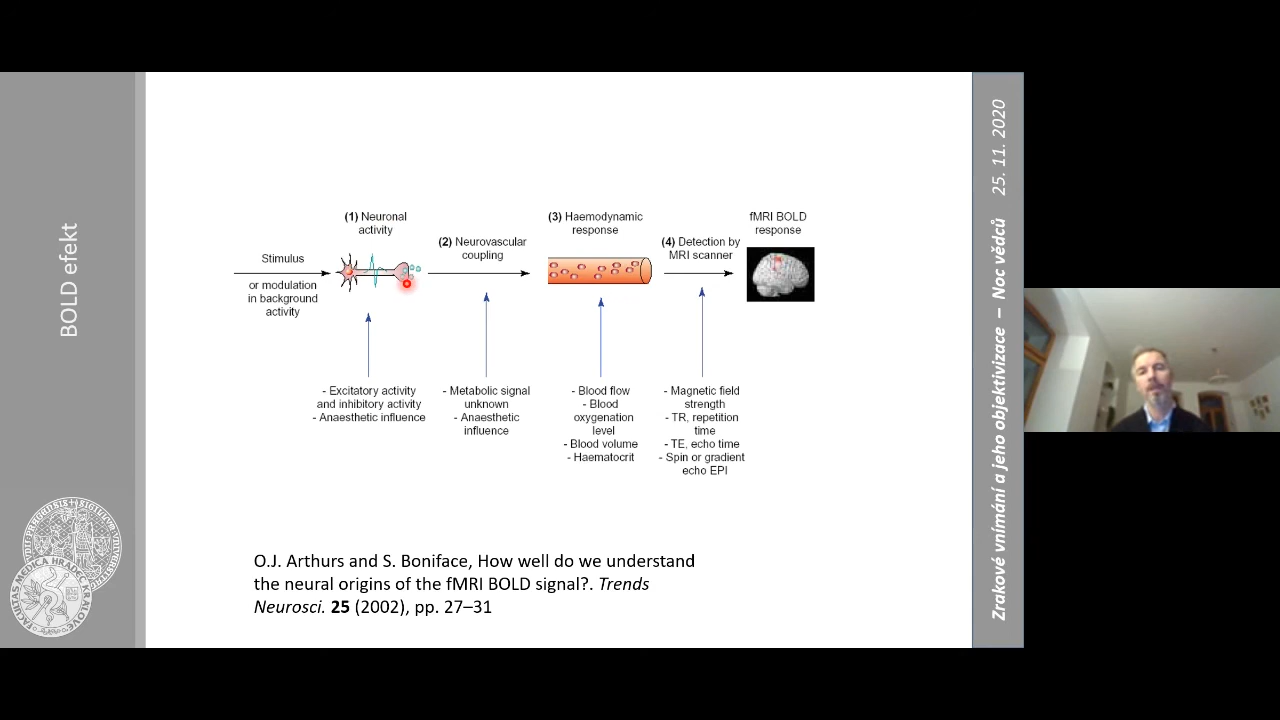 BOLD efekt
(1) Neuronal
activity
(2) Neurovascular
coupling
(3) Haemodynamic
response
(4) Detection by
MRI scanner
fMRI BOLD
response
Stimulus
or modulation
in background
activity
- Excitatory activity
and inhibitory activity
- Anaesthetic influence
- Metabolic signal
unknown
- Anaesthetic
influence
- Blood flow
- Blood
oxygenation
level
- Blood volume
- Haematocrit
- Magnetic field
strength
- TR, repetition
time
- TE, echo time
- Spin or gradient
echo EPI
O.J. Arthurs and S. Boniface, How well do we understand
the neural origins of the fMRI BOLD signal?. Trends
Neurosci. 25 (2002), pp. 27–31
Zrakové vnímání a jeho objektivizace – Noc vědců 25. 11. 2020
FACULTAS MEDICA HRADEC KRÁLOVÉ